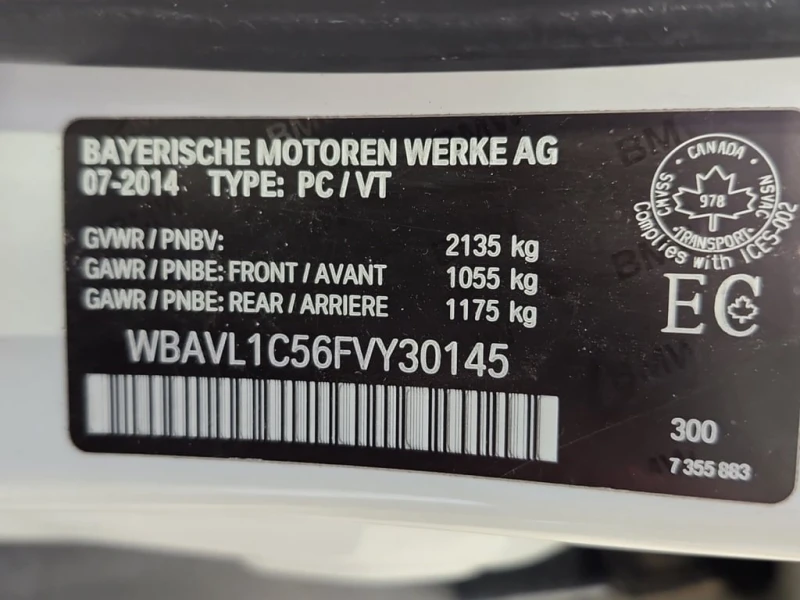 BAYERISCHE MOTOREN WERKE AG
07-2014 TYPE: PC / VT
GVWR / PNBV: 2135 kg
GAWR / PNBE: FRONT / AVANT 1055 kg
GAWR / PNBE: REAR / ARRIERE 1175 kg
WBAVL1C56FVY30145
CANADA
CMVSS
978
NSVAC
TRANSPORT
Complies with ICES-002
EC
300
7 355 883
BMW